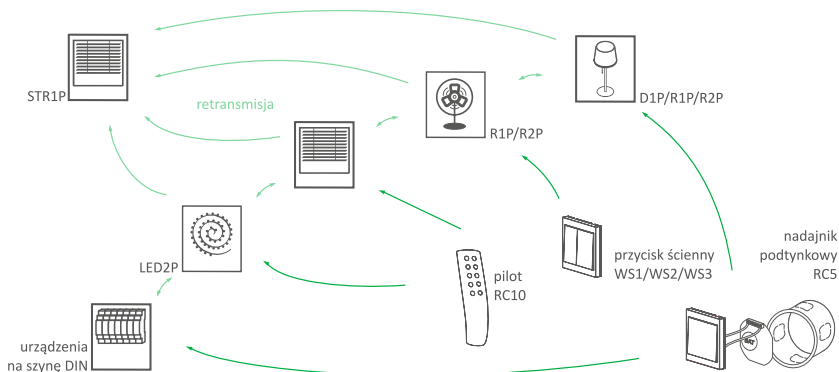 STR1P
retransmisja
R1P/R2P
D1P/R1P/R2P
LED2P
pilot
RC10
przycisk ścienny
WS1/WS2/WS3
nadajnik
podtynkowy
RC5
urządzenia
na szynę DIN
BAT